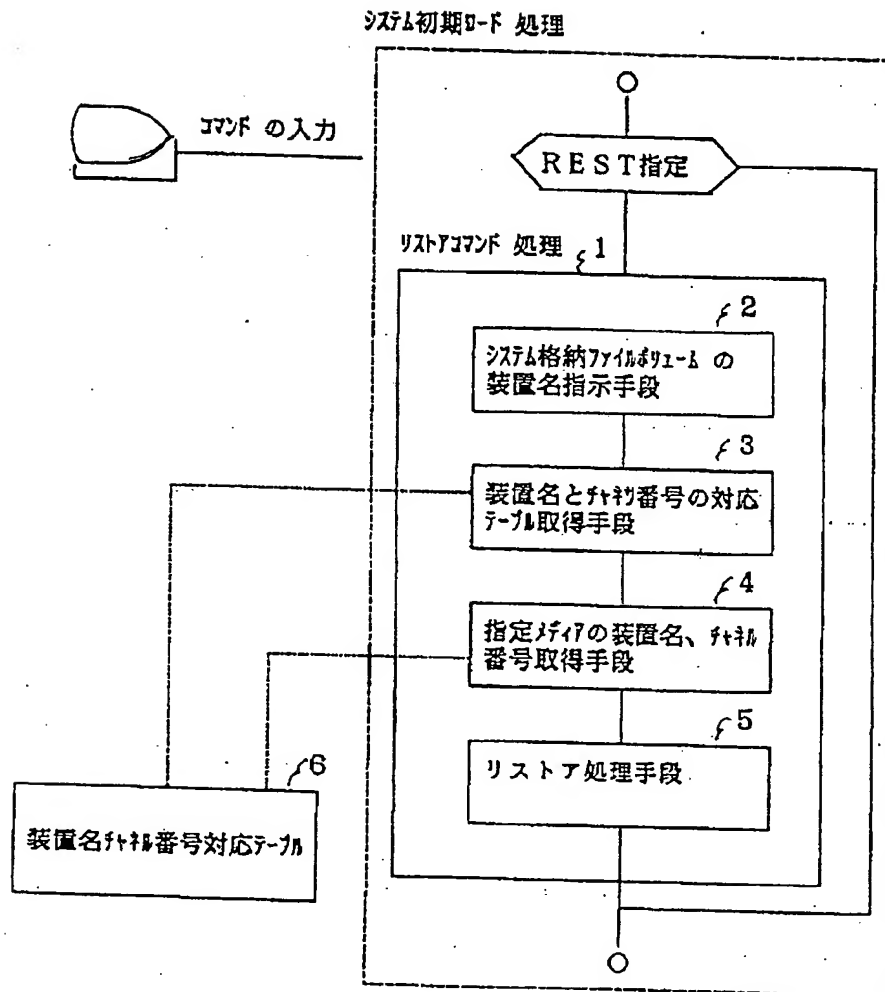 システム初期ロード 処理
コマンド の入力
REST指定
リストアコマンド 処理
1
2
システム格納ファイルボリューム の
装置名指示手段
3
装置名とチャネル番号の対応
テーブル取得手段
4
指定メディアの装置名、チャネル
番号取得手段
5
リストア処理手段
6
装置名チャネル番号対応テーブル